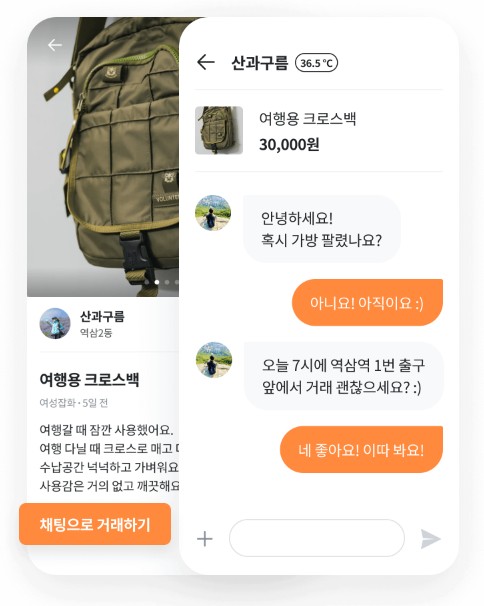 산과구름
역삼2동
여행용 크로스백
여성잡화 · 5일 전
여행갈 때 잠깐 사용했어요.
여행 다닐 때 크로스로 매고
수납공간 넉넉하고 가벼워요
사용감은 거의 없고 깨끗해요
채팅으로 거래하기
산과구름 36.5 °C
여행용 크로스백
30,000원
안녕하세요!
혹시 가방 팔렸나요?
아니요! 아직이요 :)
오늘 7시에 역삼역 1번 출구
앞에서 거래 괜찮으세요? :)
네 좋아요! 이따 봐요!